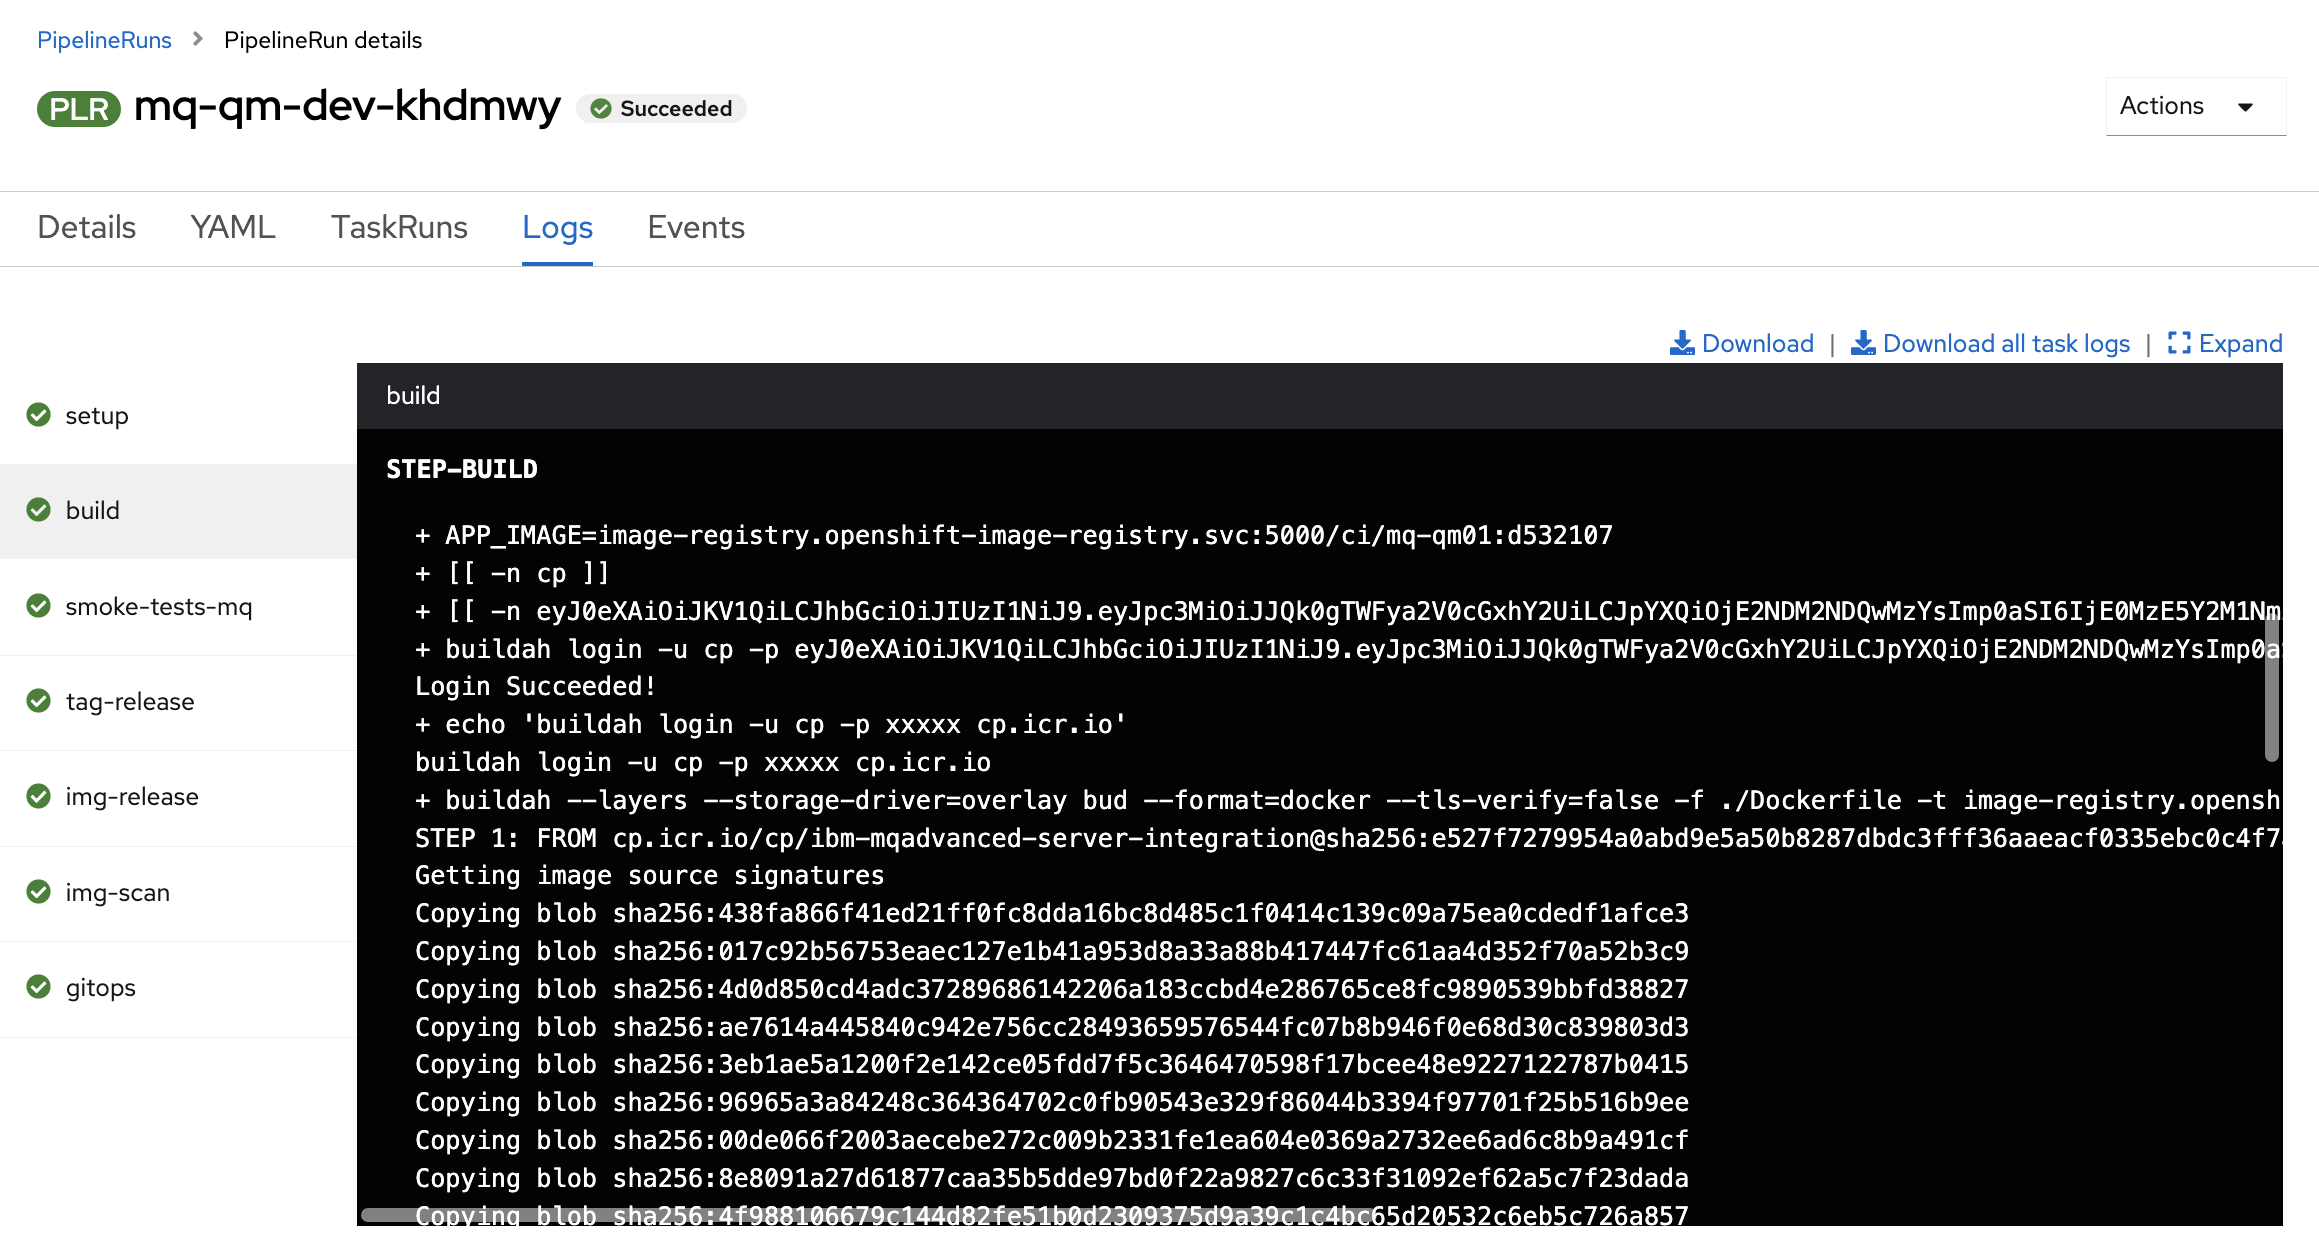 PipelineRuns > PipelineRun details
PLR mq-qm-dev-khdmwy Succeeded
Actions
Details YAML TaskRuns Logs Events
Download | Download all task logs | Expand
setup
build
smoke-tests-mq
tag-release
img-release
img-scan
gitops
build
STEP-BUILD
+ APP_IMAGE=image-registry.openshift-image-registry.svc:5000/ci/mq-qm01:d532107
+ [[ -n cp ]]
+ [[ -n eyJ0eXAiOiJKV1QiLCJhbGciOiJIUzI1NiJ9.eyJpc3MiOiJJQk0gTWFya2V0cGxhY2UiLCJpYXQiOjE2NDM2NDQwMzYsImp0aSI6IjE0MzE5Y2M1Nm
+ buildah login -u cp -p eyJ0eXAiOiJKV1QiLCJhbGciOiJIUzI1NiJ9.eyJpc3MiOiJJQk0gTWFya2V0cGxhY2UiLCJpYXQiOjE2NDM2NDQwMzYsImp0a
Login Succeeded!
+ echo 'buildah login -u cp -p xxxxx cp.icr.io'
buildah login -u cp -p xxxxx cp.icr.io
+ buildah --layers --storage-driver=overlay bud --format=docker --tls-verify=false -f ./Dockerfile -t image-registry.opensh
STEP 1: FROM cp.icr.io/cp/ibm-mqadvanced-server-integration@sha256:e527f7279954a0abd9e5a50b8287dbdc3fff36aaeacf0335ebc0c4f7
Getting image source signatures
Copying blob sha256:438fa866f41ed21ff0fc8dda16bc8d485c1f0414c139c09a75ea0cdedf1afce3
Copying blob sha256:017c92b56753eaec127e1b41a953d8a33a88b417447fc61aa4d352f70a52b3c9
Copying blob sha256:4d0d850cd4adc37289686142206a183ccbd4e286765ce8fc9890539bbfd38827
Copying blob sha256:ae7614a445840c942e756cc28493659576544fc07b8b946f0e68d30c839803d3
Copying blob sha256:3eb1ae5a1200f2e142ce05fdd7f5c3646470598f17bcee48e9227122787b0415
Copying blob sha256:96965a3a84248c364364702c0fb90543e329f86044b3394f97701f25b516b9ee
Copying blob sha256:00de066f2003aecebe272c009b2331fe1ea604e0369a2732ee6ad6c8b9a491cf
Copying blob sha256:8e8091a27d61877caa35b5dde97bd0f22a9827c6c33f31092ef62a5c7f23dada
Copying blob sha256:4f988106679c144d82fe51b0d2309375d9a39c1c4bc65d20532c6eb5c726a857